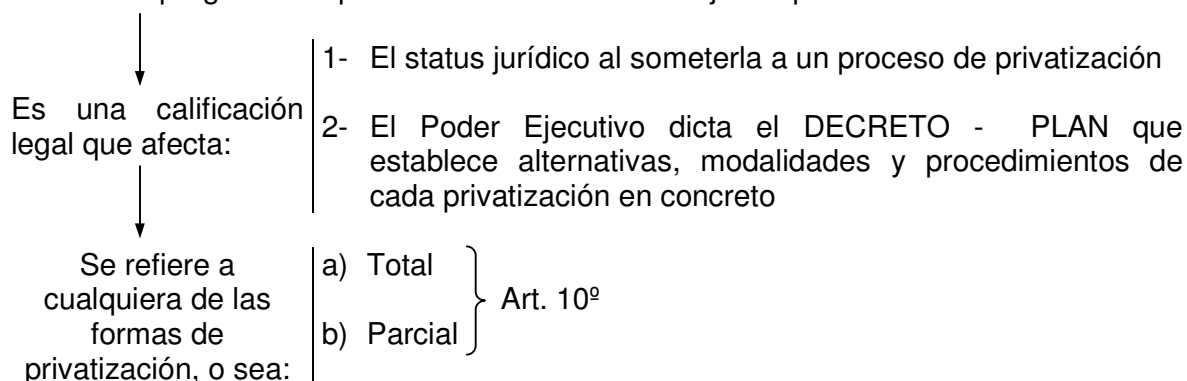 1- El status jurídico al someterla a un proceso de privatización
Es una calificación
legal que afecta:
2- El Poder Ejecutivo dicta el DECRETO - PLAN que
establece alternativas, modalidades y procedimientos de
cada privatización en concreto
Se refiere a
cualquiera de las
formas de
privatización, o sea:
a) Total
b) Parcial
Art. 10º